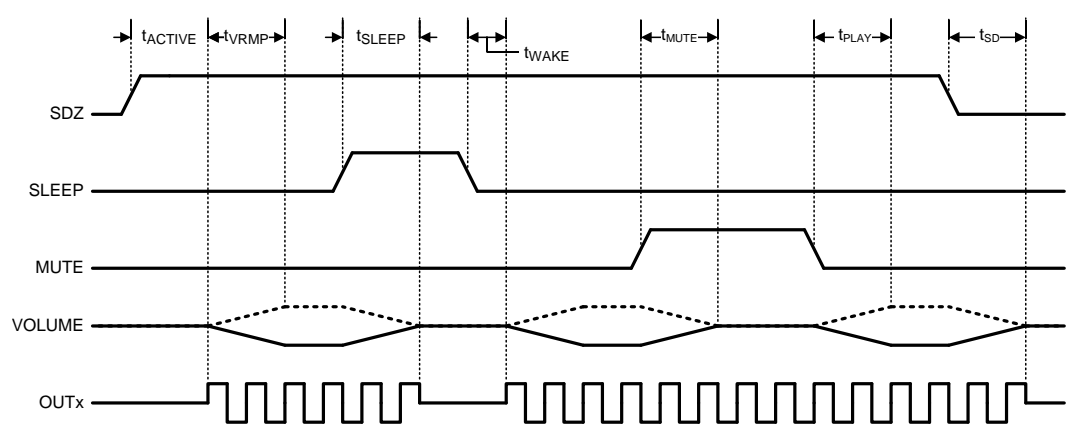 tACTIVE tVRMP tSLEEP tWAKE tMUTE tPLAY tSD
SDZ
SLEEP
MUTE
VOLUME
OUTx